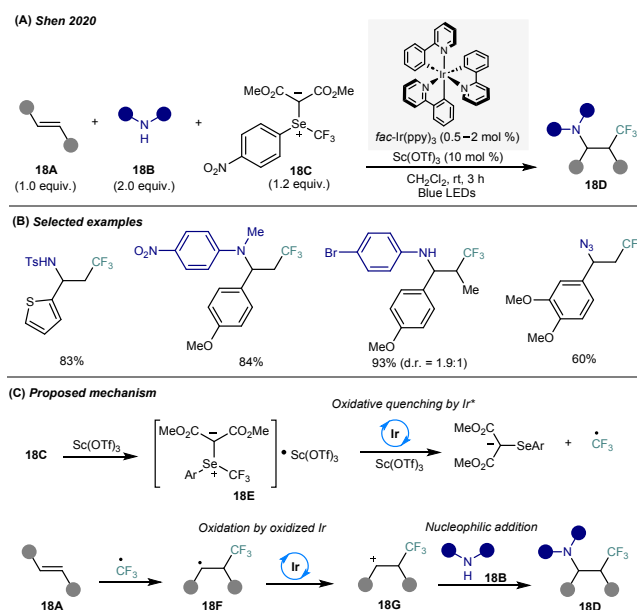 (A) Shen 2020
18A
(1.0 equiv.)
+
N
H
18B
(2.0 equiv.)
+
MeO₂C
CO₂Me
−
Se
+
CF₃
O₂N
18C
(1.2 equiv.)
N
N
N
Ir
fac-Ir(ppy)₃ (0.5−2 mol %)
Sc(OTf)₃ (10 mol %)
CH₂Cl₂, rt, 3 h
Blue LEDs
N
CF₃
18D
(B) Selected examples
TsHN
CF₃
S
83%
O₂N
Me
N
CF₃
MeO
84%
Br
NH
CF₃
Me
MeO
93% (d.r. = 1.9:1)
N₃
CF
MeO
MeO
60%
(C) Proposed mechanism
18C
Sc(OTf)₃
MeO₂C
CO₂Me
−
Se
+
Ar
CF₃
18E
• Sc(OTf)₃
Oxidative quenching by Ir*
Ir
Sc(OTf)₃
CO₂Me
−
SeAr
MeO₂C
+
•
CF₃
18A
•
CF₃
Oxidation by oxidized Ir
•
CF₃
18F
Ir
+
CF₃
18G
Nucleophilic addition
N
H
18B
N
CF₃
18D